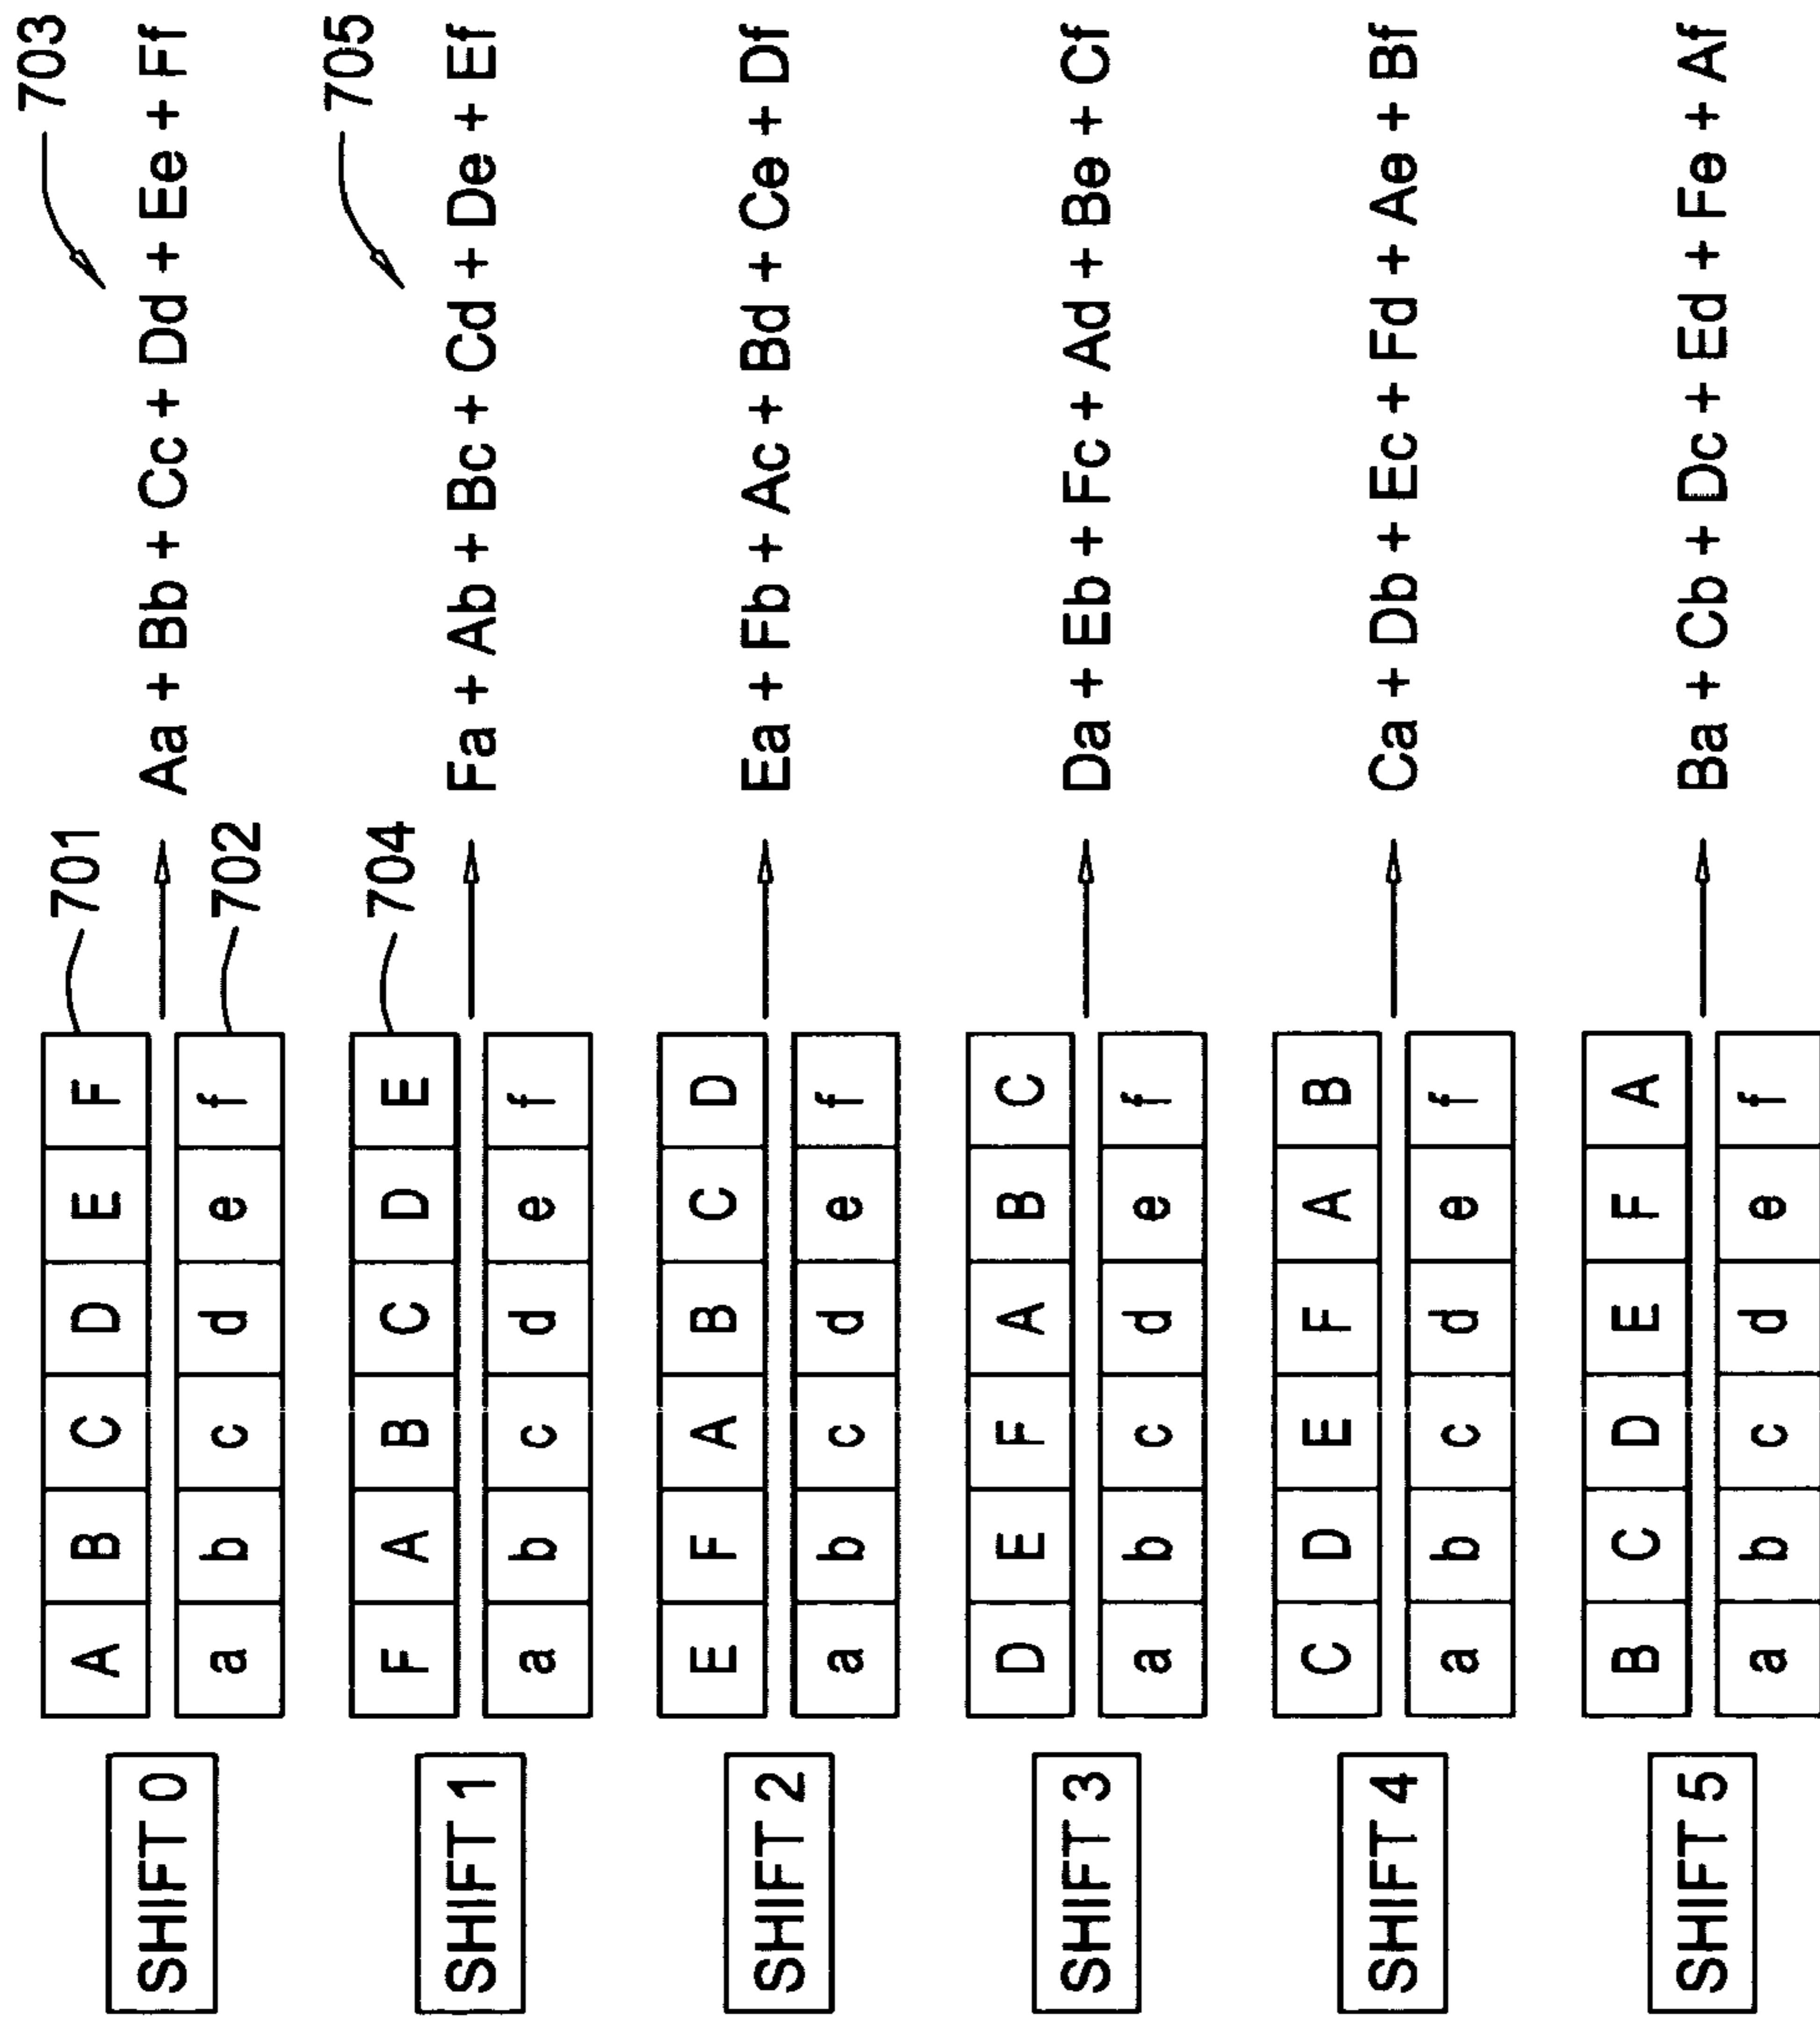 703
701
A B C D E F
SHIFT 0
Aa + Bb + Cc + Dd + Ee + Ff
a b c d e f
702
705
704
F A B C D E
SHIFT 1
Fa + Ab + Bc + Cd + De + Ef
a b c d e f
E F A B C D
SHIFT 2
Ea + Fb + Ac + Bd + Ce + Df
a b c d e f
D E F A B C
SHIFT 3
Da + Eb + Fc + Ad + Be + Cf
a b c d e f
C D E F A B
SHIFT 4
Ca + Db + Ec + Fd + Ae + Bf
a b c d e f
B C D E F A
SHIFT 5
Ba + Cb + Dc + Ed + Fe + Af
a b c d e f